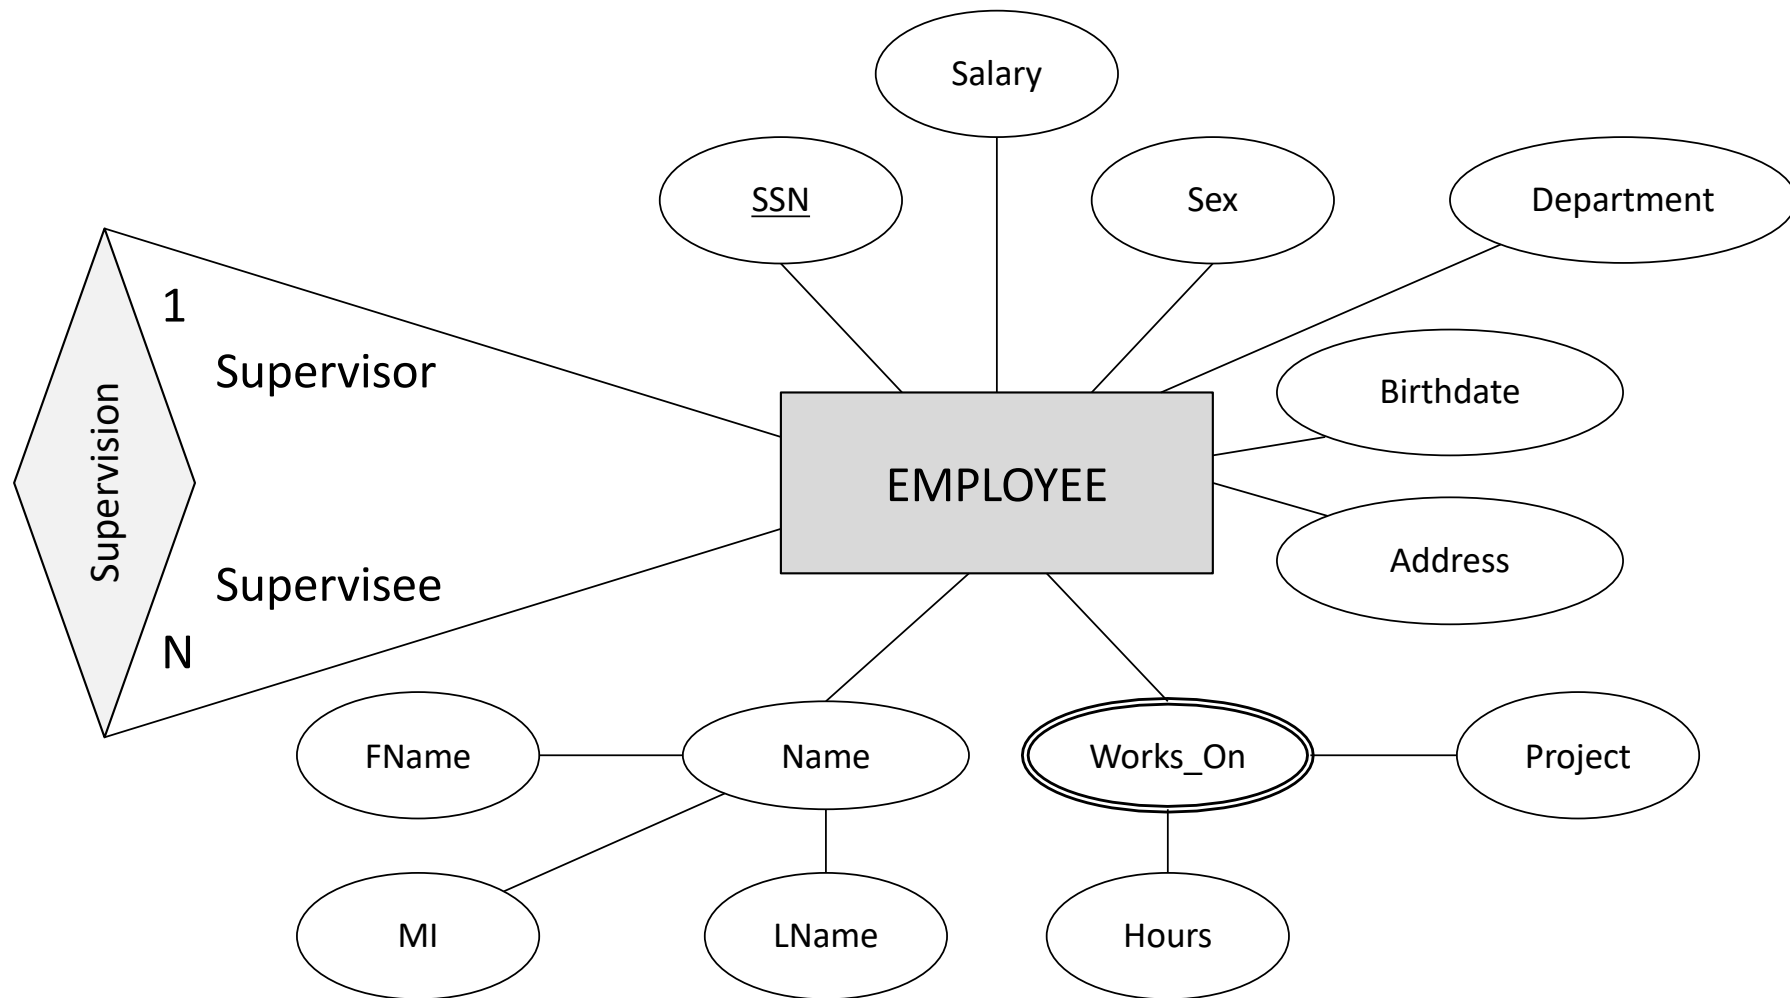 Salary
SSN
Sex
Department
1
Supervisor
Birthdate
Supervision
EMPLOYEE
Address
Supervisee
N
FName
Name
Works_On
Project
MI
LName
Hours